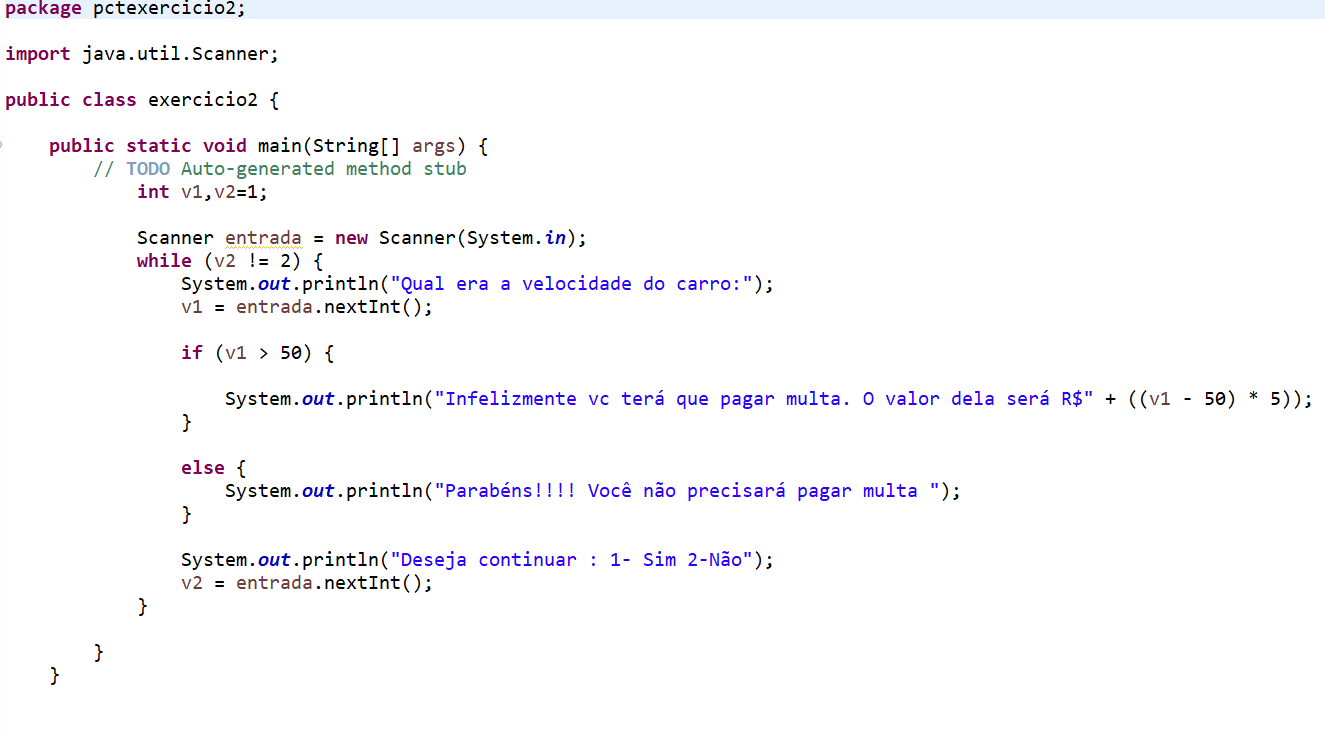 package pctexercicio2;
import java.util.Scanner;
public class exercicio2 {
public static void main(String[] args) {
// TODO Auto-generated method stub
int v1,v2=1;
Scanner entrada = new Scanner(System.in);
while (v2 != 2) {
System.out.println("Qual era a velocidade do carro:");
v1 = entrada.nextInt();
if (v1 > 50) {
System.out.println("Infelizmente vc terá que pagar multa. O valor dela será R$" + ((v1 - 50) * 5));
}
else {
System.out.println("Parabéns!!!! Você não precisará pagar multa ");
}
System.out.println("Deseja continuar : 1- Sim 2-Não");
v2 = entrada.nextInt();
}
}
}